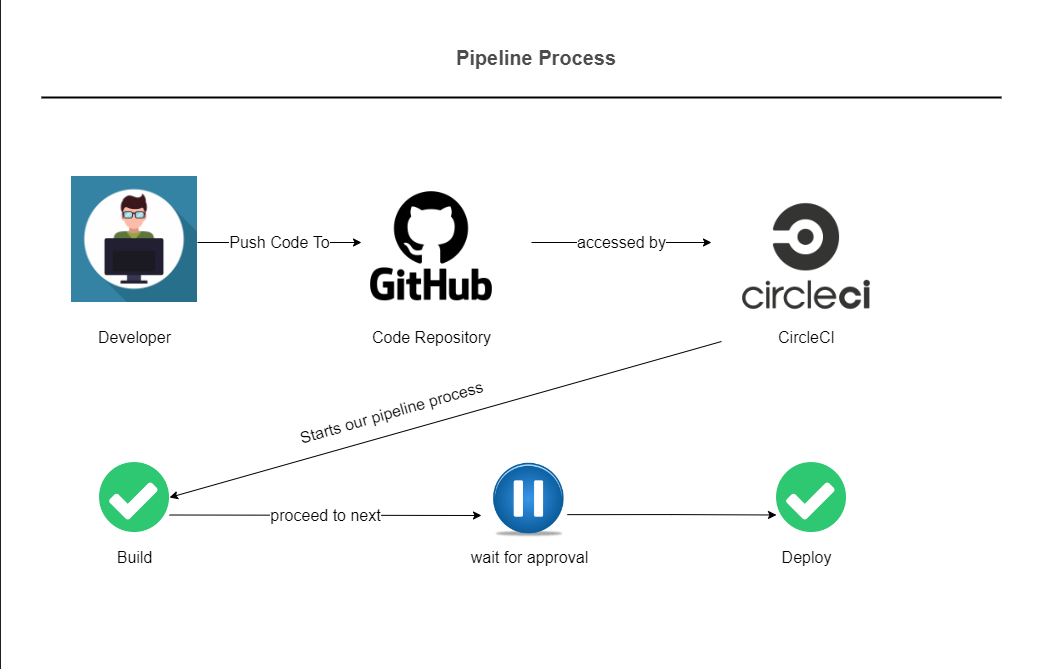 Pipeline Process
Push Code To
GitHub
accessed by
circleci
Developer
Code Repository
CircleCI
Starts our pipeline process
proceed to next
Build
wait for approval
Deploy